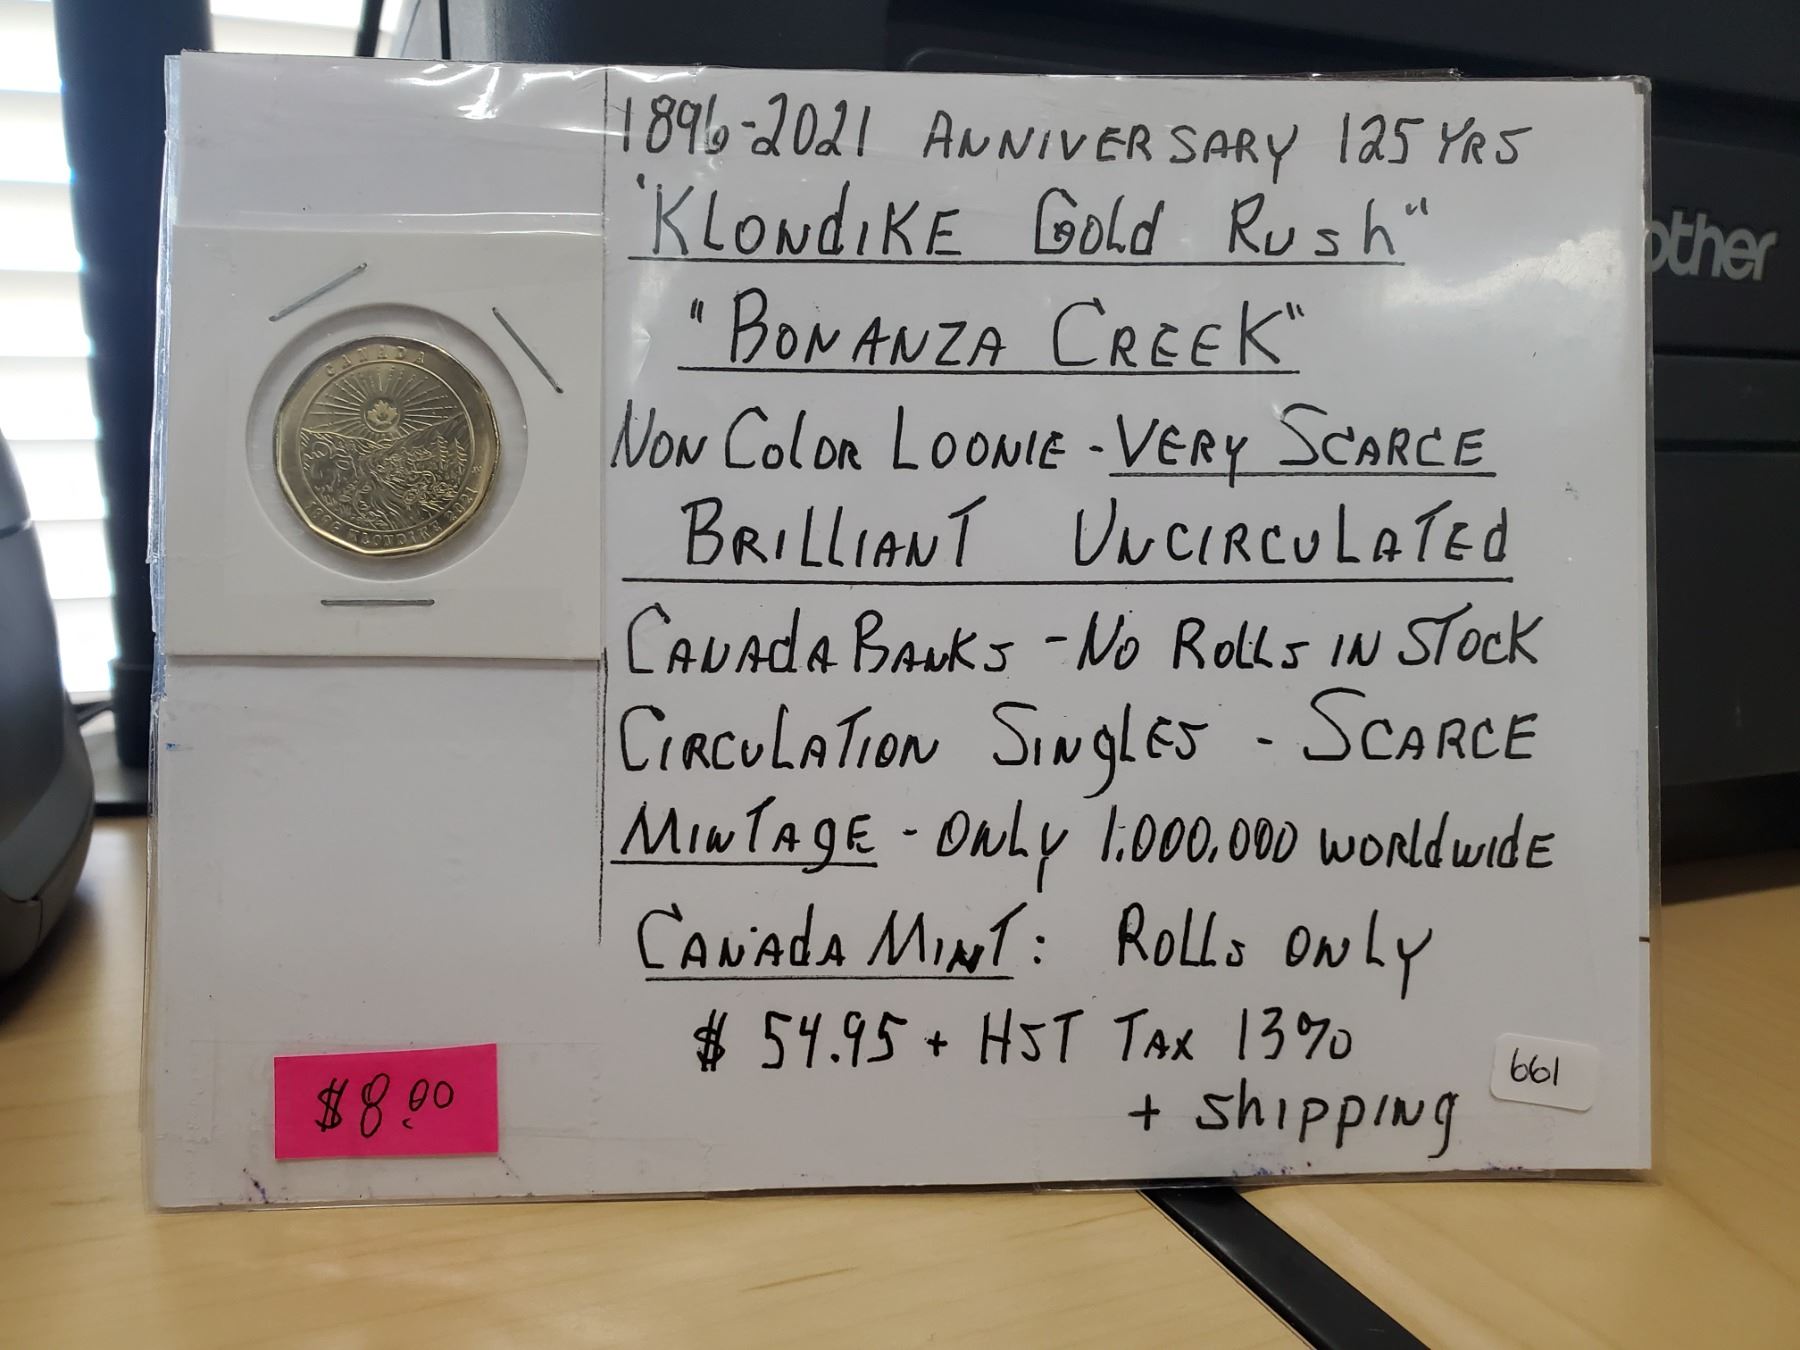 1896-2021 ANNIVERSARY 125 YRS
"KLONdiKE Gold Rush"
"BONANZA CREEK"
NON COlOR LOONIE - VERY SCARCE
BRILLIANT UNCIRCULATEd
CANAdA BANKS - NO ROLLS IN STOCK
CIRCULATION SINGLES - SCARCE
MINTAGE - ONLY 1,000,000 WORldwidE
CANAdA MINT: ROLLS ONLY
$ 54.95 + HST TAX 13%
+ ShIPPING
661
$8.00
CANADA
1896 KLONDIKE 2021
other